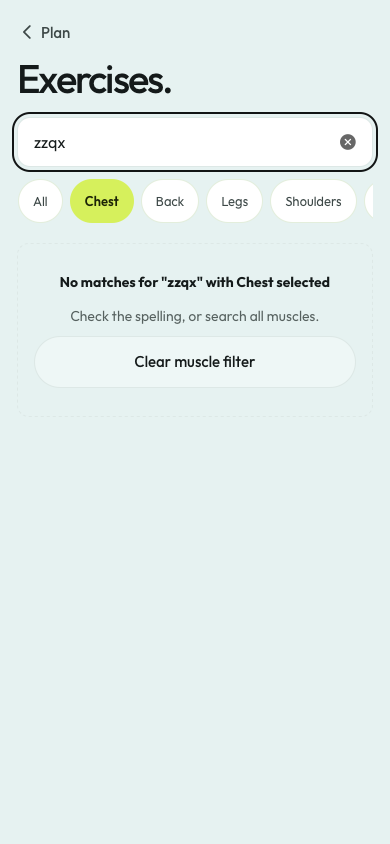 Plan
Exercises.
zzqx
All
Chest
Back
Legs
Shoulders
No matches for "zzqx" with Chest selected
Check the spelling, or search all muscles.
Clear muscle filter